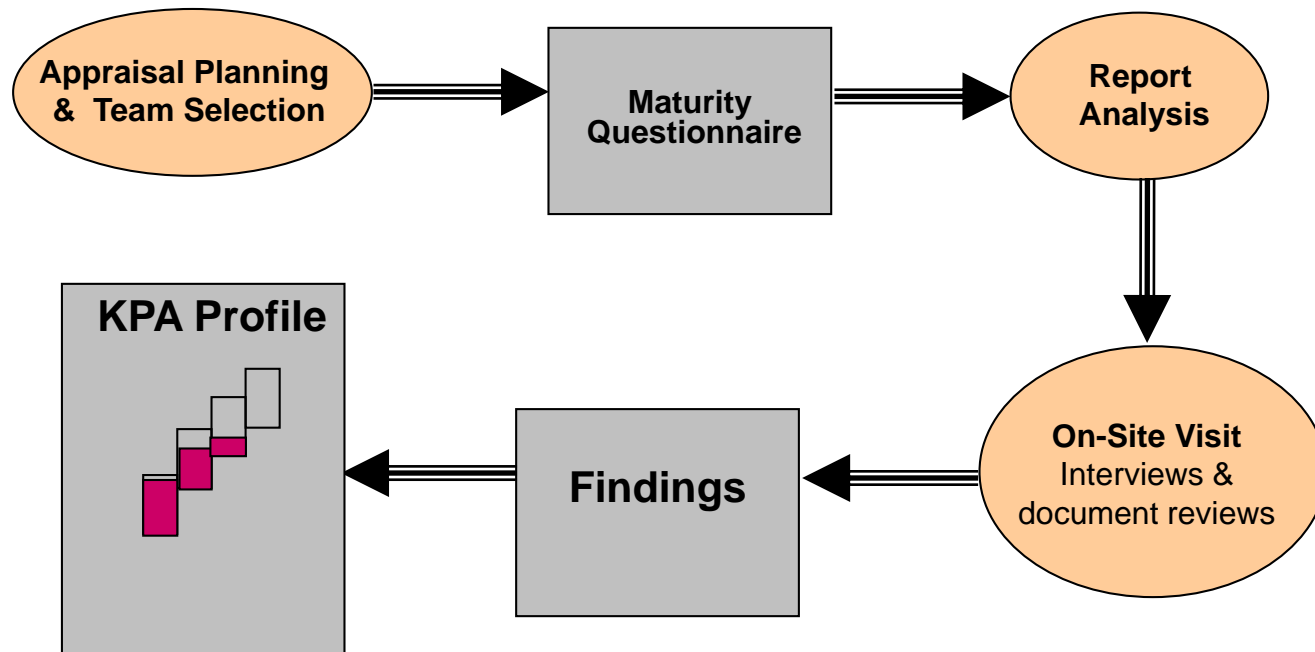 Appraisal Planning
& Team Selection
Maturity
Questionnaire
Report
Analysis
On-Site Visit
Interviews &
document reviews
Findings
KPA Profile